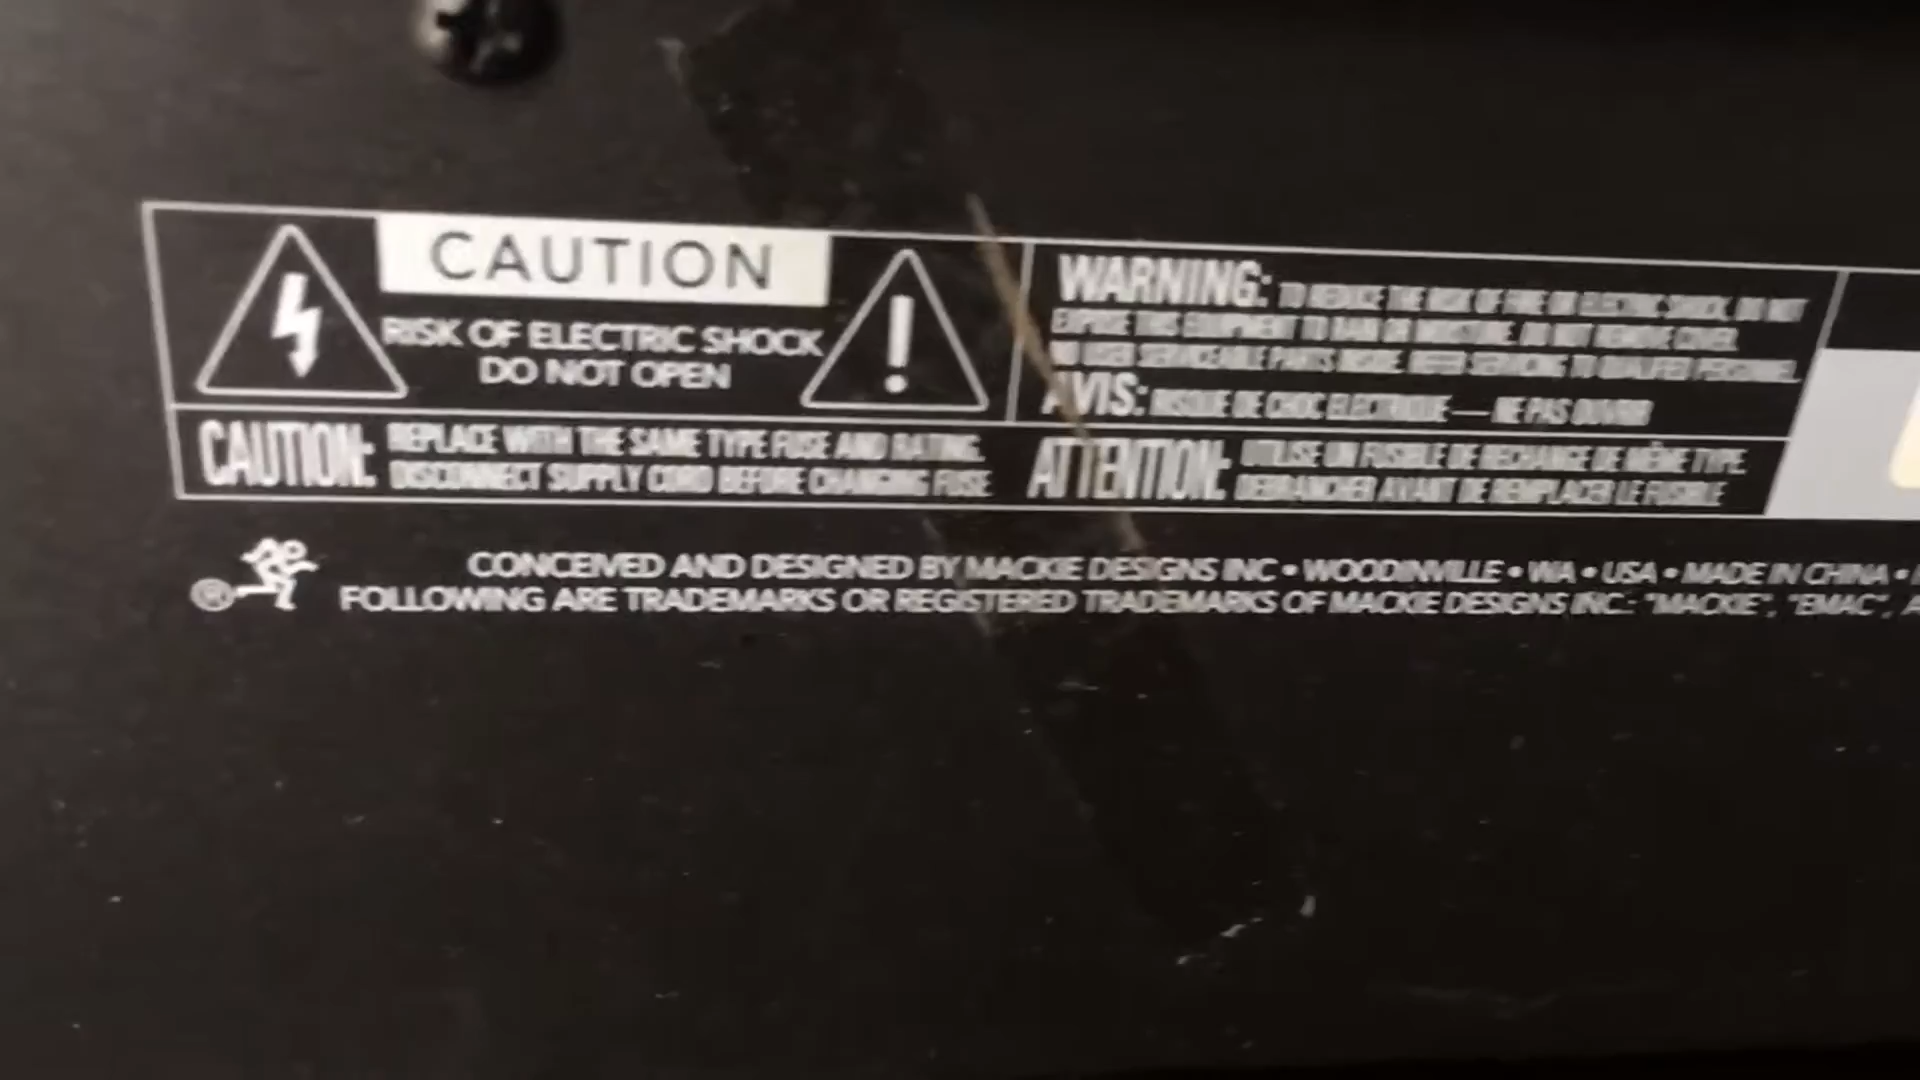 CAUTION
RISK OF ELECTRIC SHOCK
DO NOT OPEN
WARNING: TO REDUCE THE RISK OF FIRE OR ELECTRIC SHOCK, DO NOT
EXPOSE THIS EQUIPMENT TO RAIN OR MOISTURE. DO NOT REMOVE COVER.
NO USER SERVICEABLE PARTS INSIDE. REFER SERVICING TO QUALIFIED PERSONNEL.
AVIS: RISQUE DE CHOC ELECTRIQUE — NE PAS OUVRIR
CAUTION: REPLACE WITH THE SAME TYPE FUSE AND RATING.
DISCONNECT SUPPLY CORD BEFORE CHANGING FUSE
ATTENTION: UTILISE UN FUSIBLE DE RECHANGE DE MÊME TYPE.
DEBRANCHER AVANT DE REMPLACER LE FUSIBLE
CONCEIVED AND DESIGNED BY MACKIE DESIGNS INC • WOODINVILLE • WA • USA • MADE IN CHINA •
® FOLLOWING ARE TRADEMARKS OR REGISTERED TRADEMARKS OF MACKIE DESIGNS INC.: "MACKIE", "EMAC",